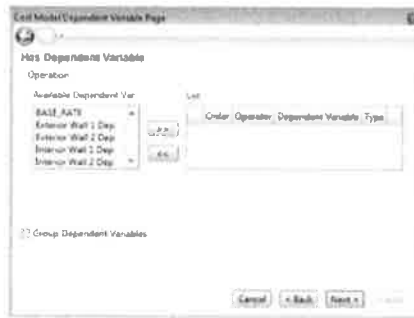 Cost Model Dependent Variable Page
Has Dependent Variable
Operation
Available Dependent Var
List
BASE_RATE
Exterior Wall 1 Dep
Exterior Wall 2 Dep
Interior Wall 1 Dep
Interior Wall 2 Dep
>>
<<
Order Operator Dependent Variable Type
Group Dependent Variables
Cancel < Back Next >